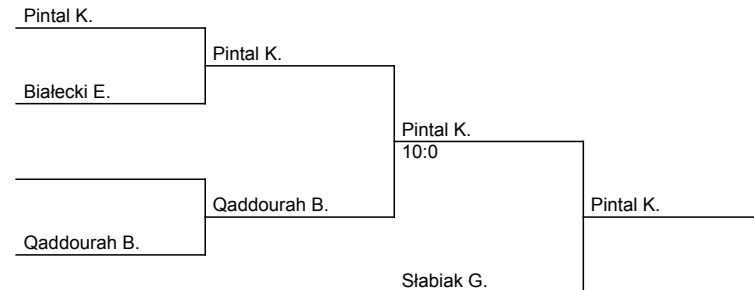 Pintal K.
Pintal K.
Białecki E.
Pintal K.
10:0
Qaddourah B.
Pintal K.
Qaddourah B.
Słabiak G.